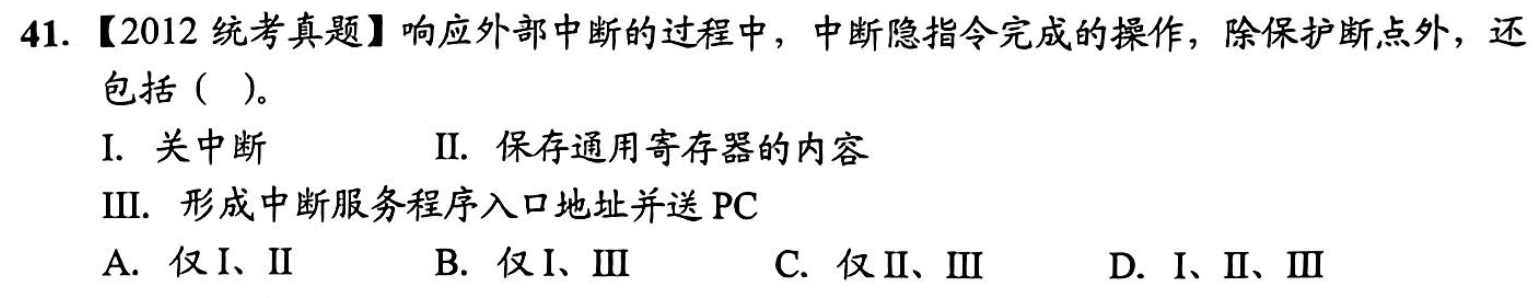 41. 【2012 统考真题】响应外部中断的过程中，中断隐指令完成的操作，除保护断点外，还
包括（ ）。
I. 关中断 II. 保存通用寄存器的内容
III. 形成中断服务程序入口地址并送 PC
A. 仅 I、II B. 仅 I、III C. 仅 II、III D. I、II、III